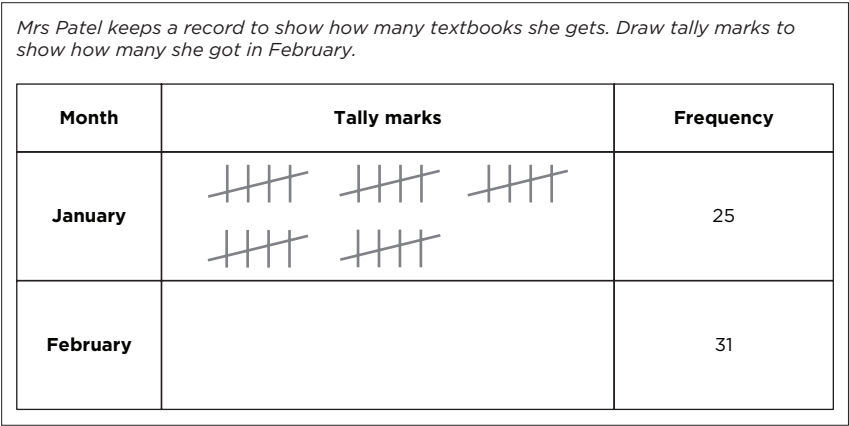 Mrs Patel keeps a record to show how many textbooks she gets. Draw tally marks to
show how many she got in February.
Month Tally marks Frequency
January 25
February 31